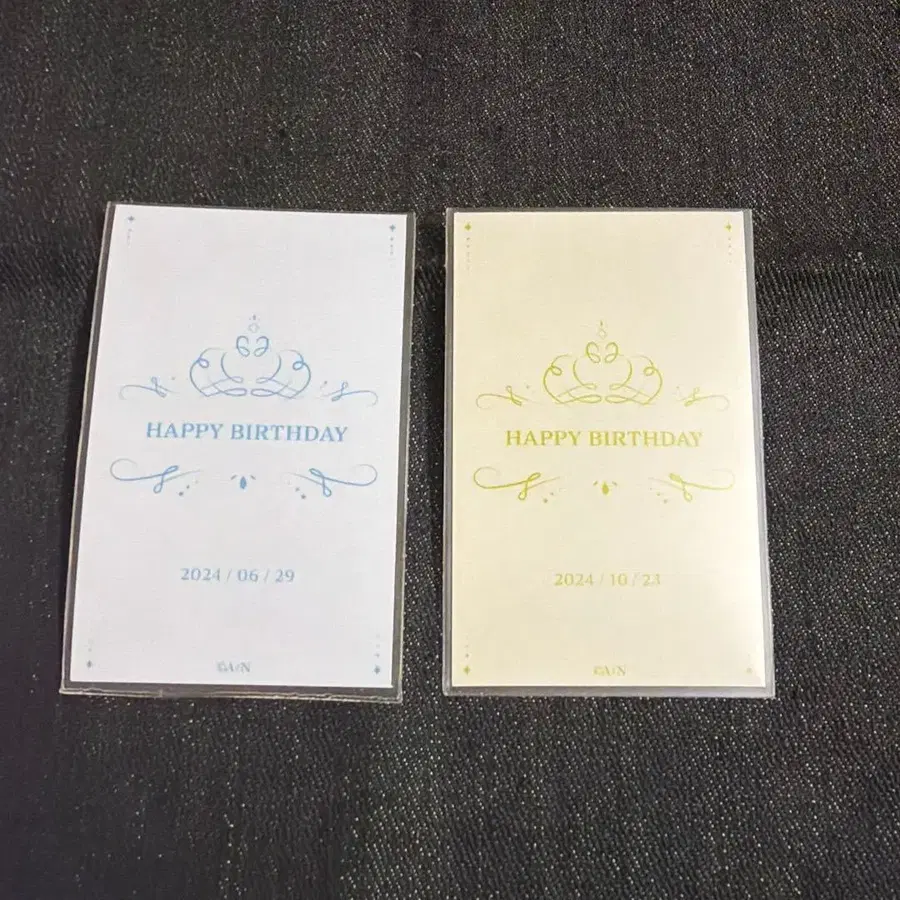 HAPPY BIRTHDAY
2024 / 06 / 29
HAPPY BIRTHDAY
2024 / 10 / 23